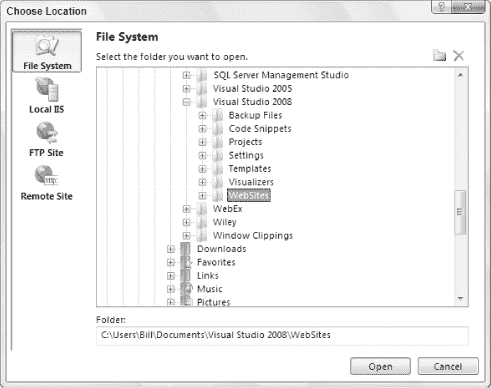 Choose Location
File System
Local IIS
FTP Site
Remote Site
File System
Select the folder you want to open.
SQL Server Management Studio
Visual Studio 2005
Visual Studio 2008
Backup Files
Code Snippets
Projects
Settings
Templates
Visualizers
WebSites
WebEx
Wiley
Window Clippings
Downloads
Favorites
Links
Music
Pictures
Folder:
C:\Users\Bill\Documents\Visual Studio 2008\WebSites
Open
Cancel